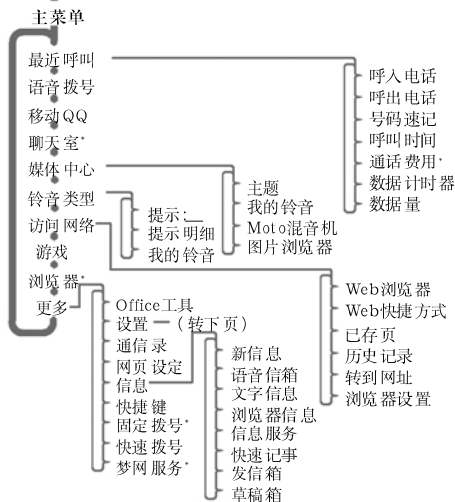 主菜单
最近呼叫
语音拨号
移动QQ
聊天室*
媒体中心
铃音类型
访问网络
游戏
浏览器*
更多
呼入电话
呼出电话
号码速记
呼叫时间
通话费用*
数据计时器
数据量
主题
我的铃音
Moto混音机
图片浏览器
提示:__
提示明细
我的铃音
Web浏览器
Web快捷方式
已存页
历史记录
转到网址
浏览器设置
Office工具
设置 — (转下页)
通信录
网页设定
信息
快捷键
固定拨号*
快速拨号
梦网服务*
新信息
语音信箱
文字信息
浏览器信息
信息服务
快速记事
发信箱
草稿箱